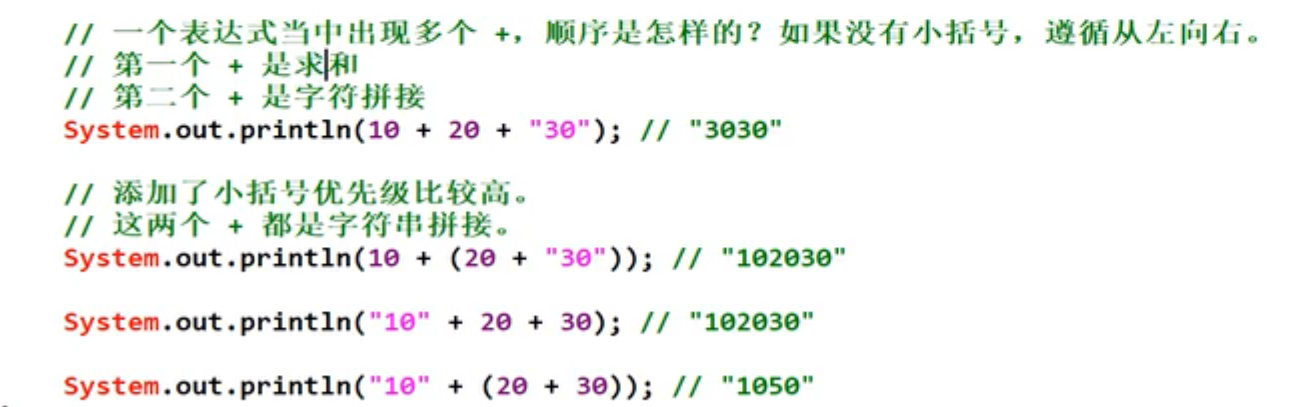 // 一个表达式当中出现多个 +，顺序是怎样的？如果没有小括号，遵循从左向右。
// 第一个 + 是求和
// 第二个 + 是字符拼接
System.out.println(10 + 20 + "30"); // "3030"
// 添加了小括号优先级比较高。
// 这两个 + 都是字符串拼接。
System.out.println(10 + (20 + "30")); // "102030"
System.out.println("10" + 20 + 30); // "102030"
System.out.println("10" + (20 + 30)); // "1050"